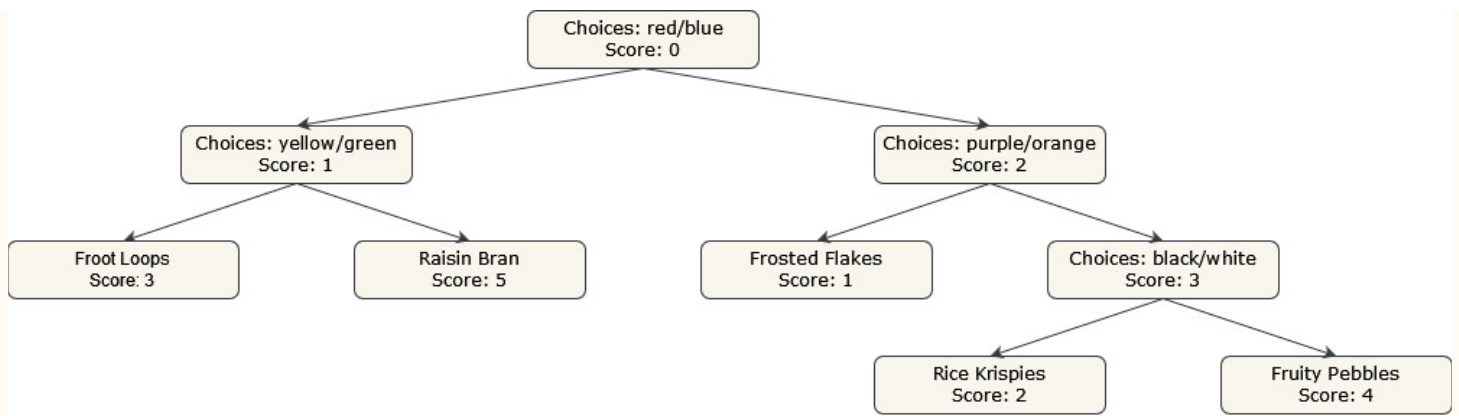 Choices: red/blue
Score: 0
Choices: yellow/green
Score: 1
Choices: purple/orange
Score: 2
Froot Loops
Score: 3
Raisin Bran
Score: 5
Frosted Flakes
Score: 1
Choices: black/white
Score: 3
Rice Krispies
Score: 2
Fruity Pebbles
Score: 4